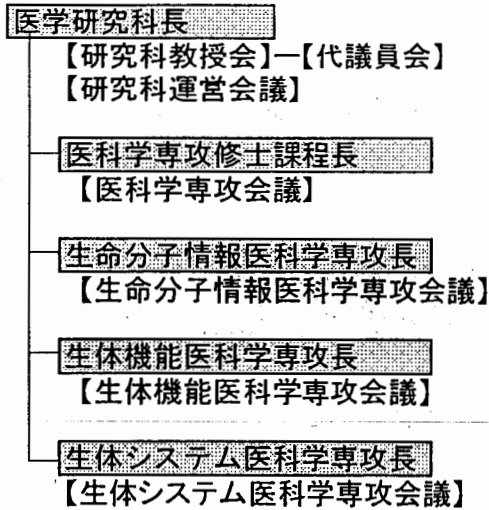 医学研究科長
【研究科教授会】―【代議員会】
【研究科運営会議】
医科学専攻修士課程長
【医科学専攻会議】
生命分子情報医科学専攻長
【生命分子情報医科学専攻会議】
生体機能医科学専攻長
【生体機能医科学専攻会議】
生体システム医科学専攻長
【生体システム医科学専攻会議】